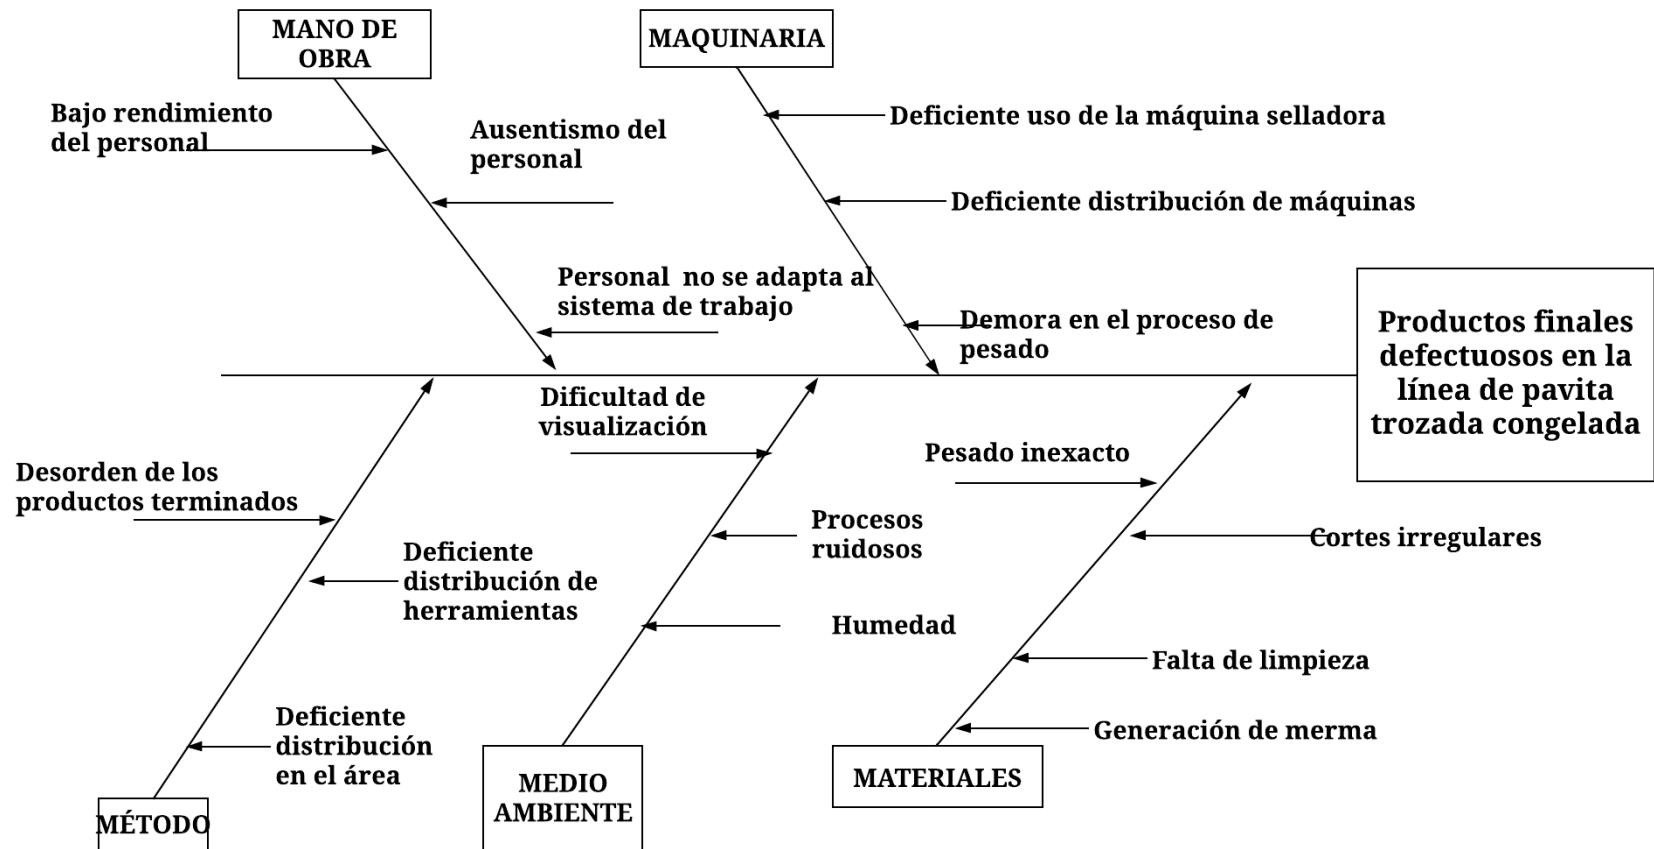 MANO DE
OBRA
MAQUINARIA
Bajo rendimiento
del personal
Ausentismo del
personal
Deficiente uso de la máquina selladora
Deficiente distribución de máquinas
Personal  no se adapta al
sistema de trabajo
Demora en el proceso de
pesado
Productos finales
defectuosos en la
línea de pavita
trozada congelada
Dificultad de
visualización
Pesado inexacto
Desorden de los
productos terminados
Procesos
ruidosos
Cortes irregulares
Deficiente
distribución de
herramientas
Humedad
Falta de limpieza
Deficiente
distribución
en el área
Generación de merma
MÉTODO
MEDIO
AMBIENTE
MATERIALES